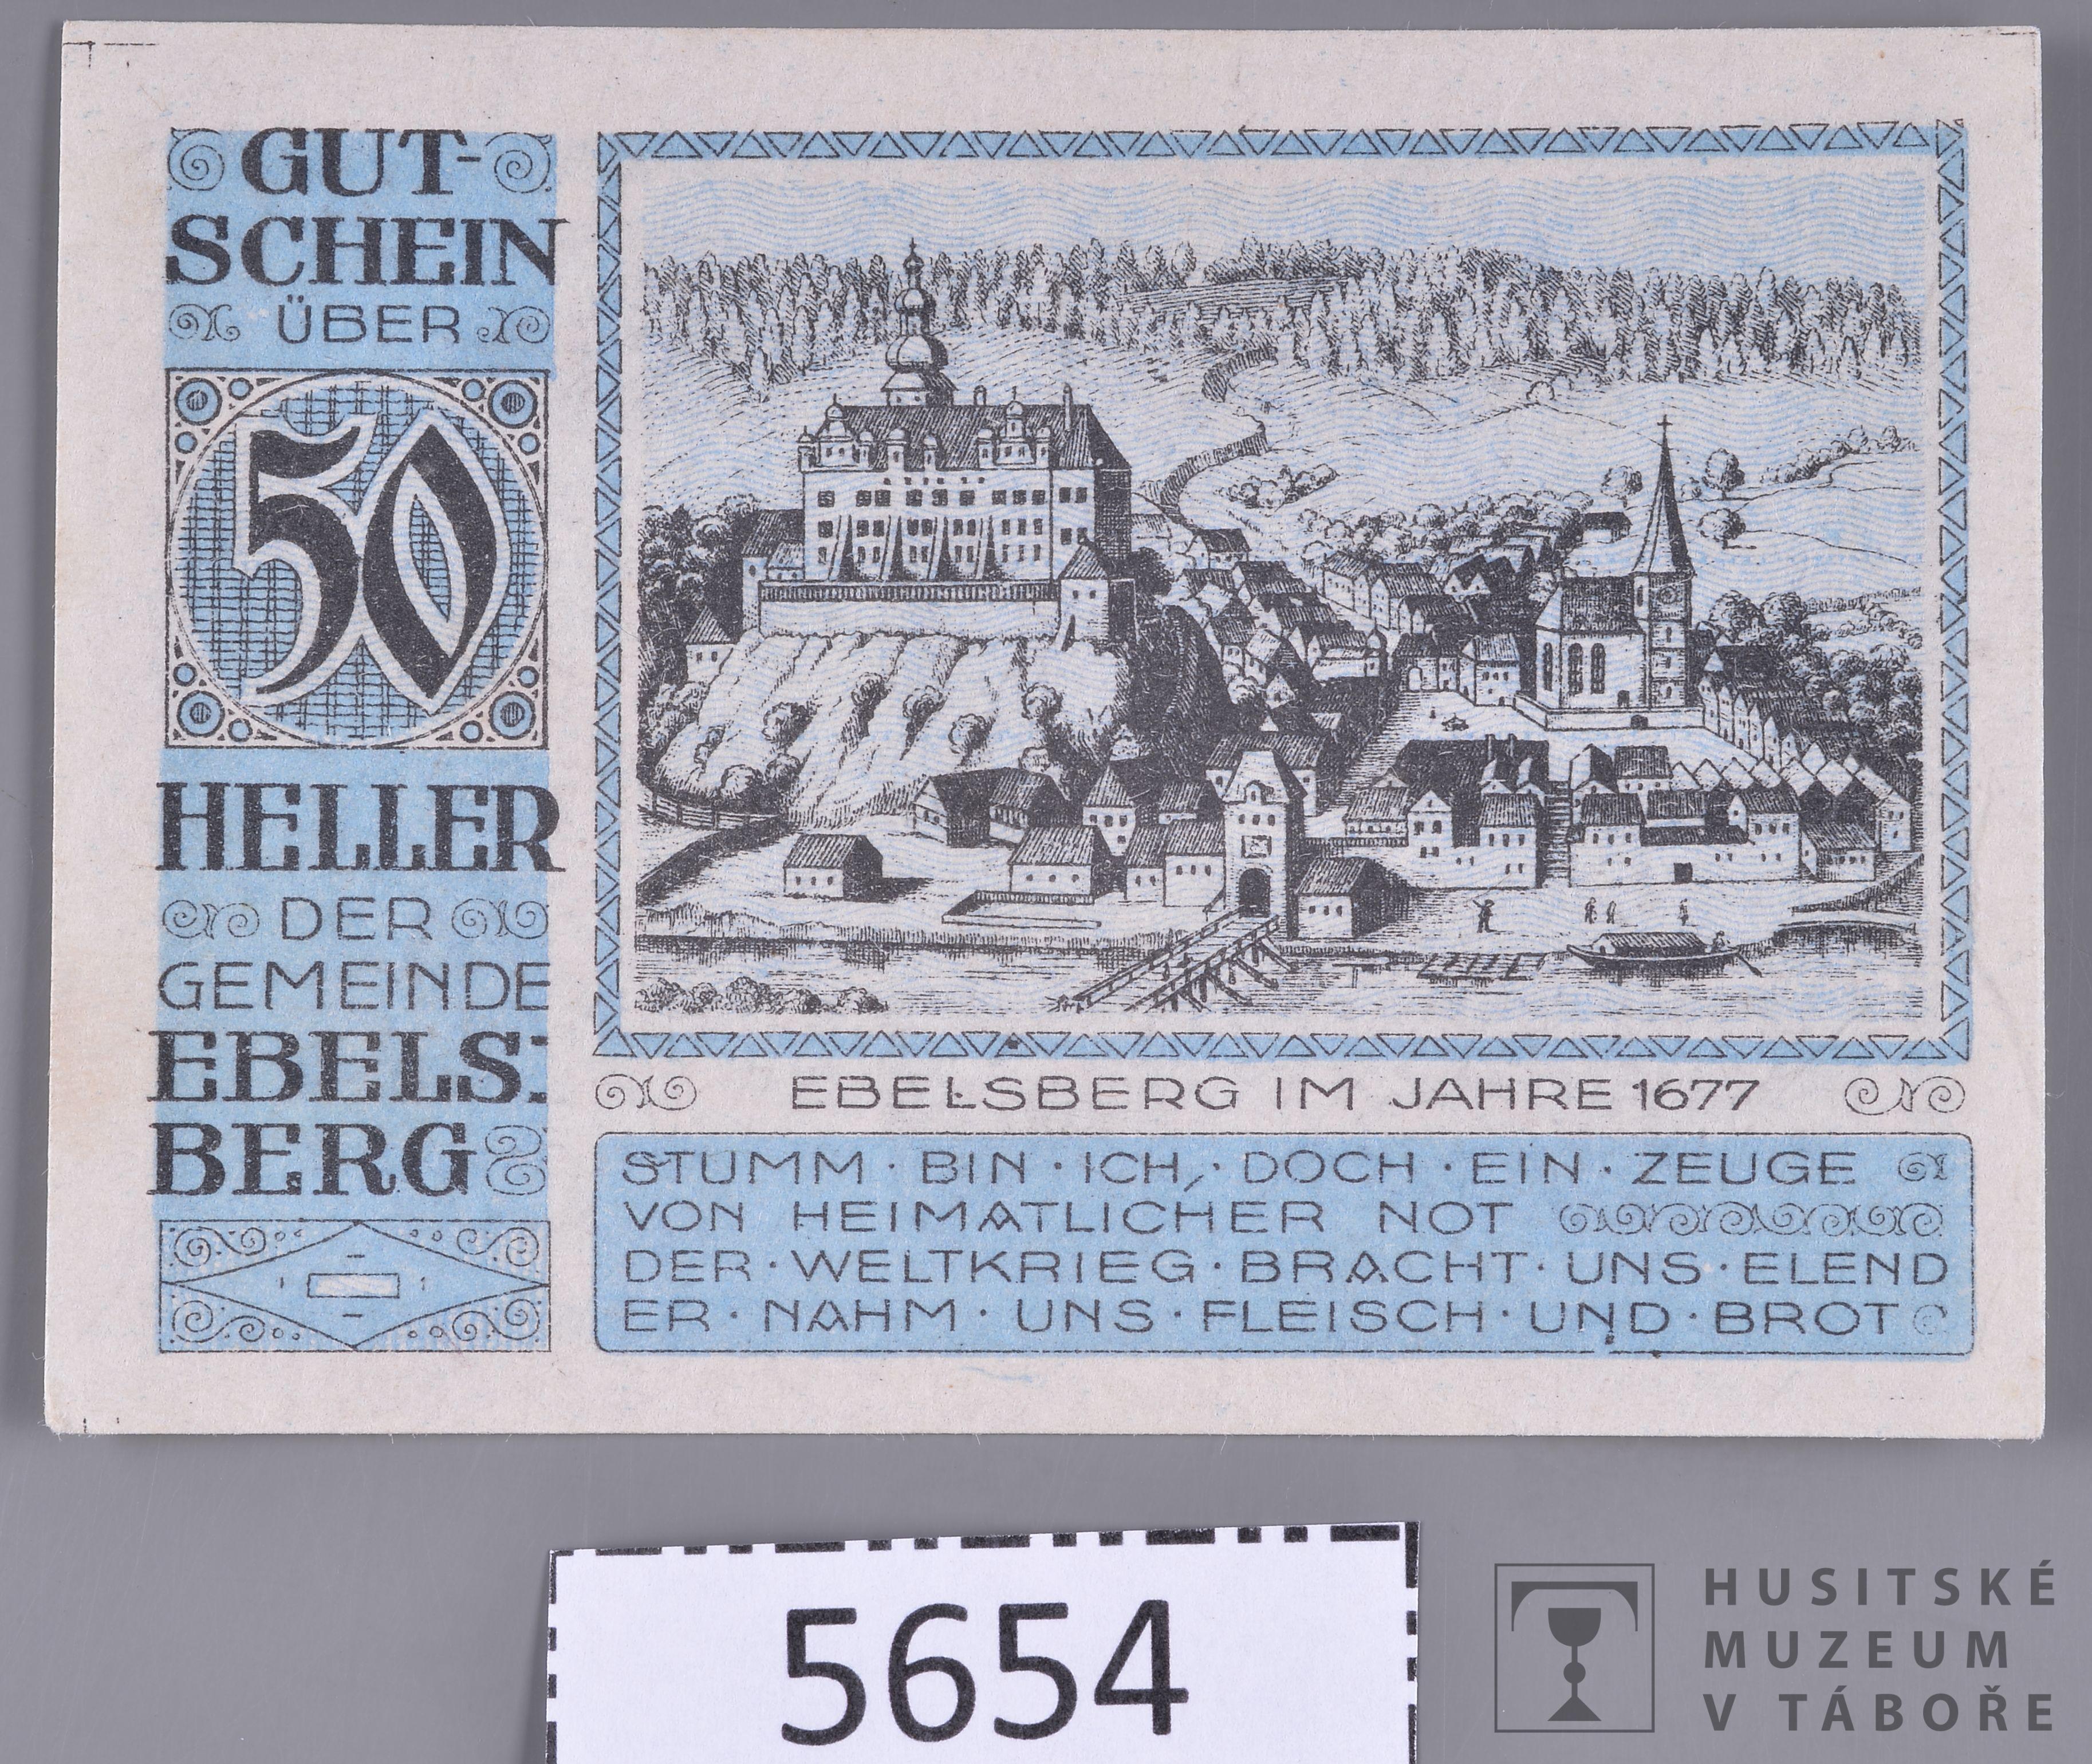 GUT-
SCHEIN
ÜBER
50
HELLER
DER
GEMEINDE
EBELS-
BERG
EBELSBERG IM JAHRE 1677
STUMM · BIN · ICH, · DOCH · EIN · ZEUGE
VON HEIMATLICHER NOT
DER · WELTKRIEG · BRACHT · UNS · ELEND
ER · NAHM · UNS · FLEISCH · UND · BROT
5654
HUSITSKÉ
MUZEUM
V TÁBOŘE